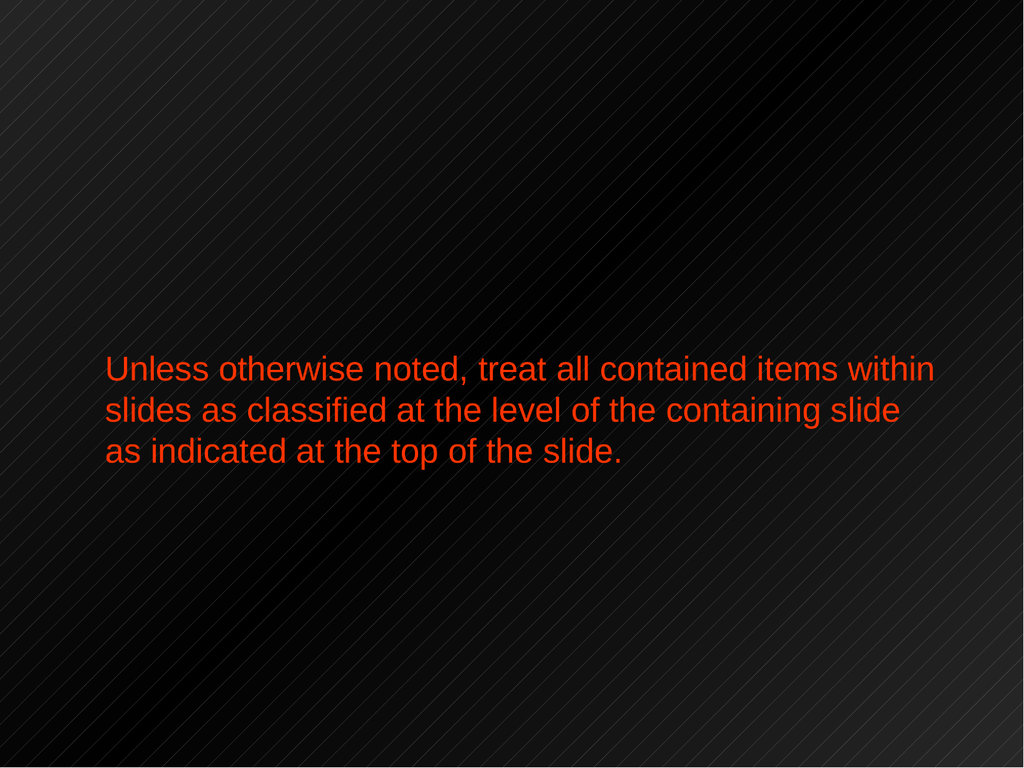 Unless otherwise noted, treat all contained items within
slides as classified at the level of the containing slide
as indicated at the top of the slide.